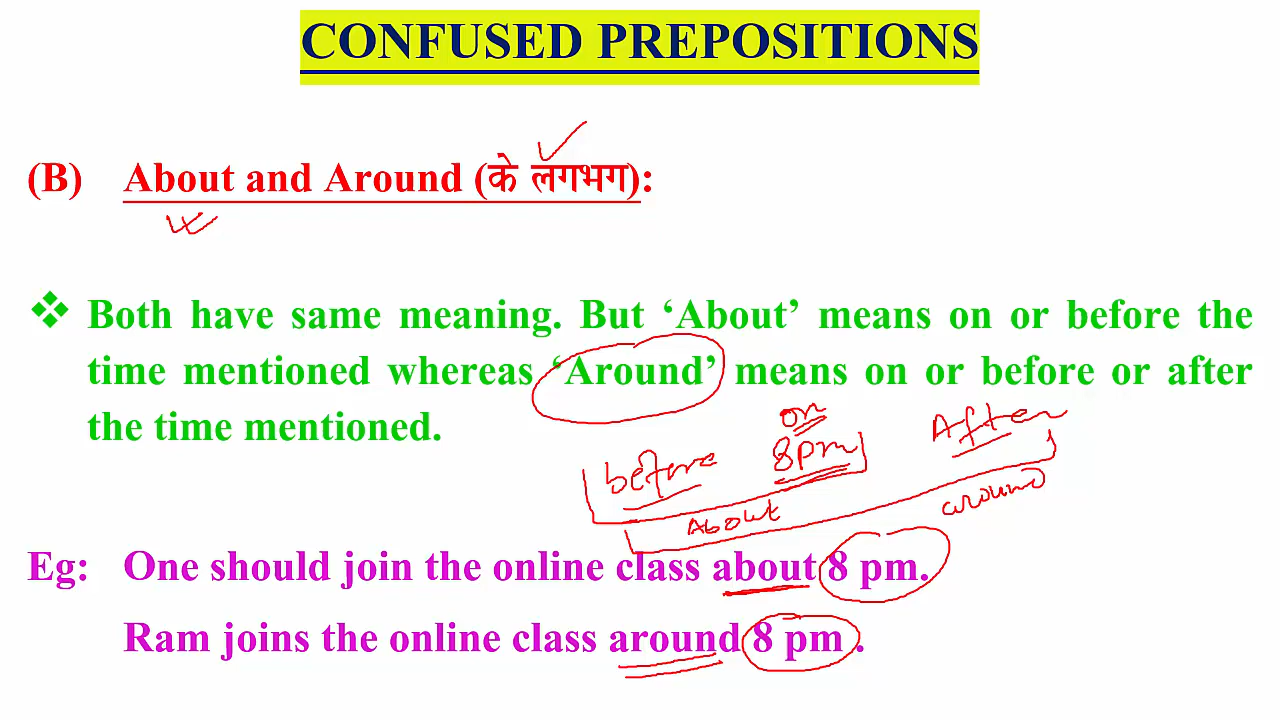 CONFUSED PREPOSITIONS
(B) About and Around (के लगभग):
❖ Both have same meaning. But ‘About’ means on or before the
time mentioned whereas ‘Around’ means on or before or after
the time mentioned.
on
before 8pm After
About around
Eg: One should join the online class about 8 pm.
Ram joins the online class around 8 pm.